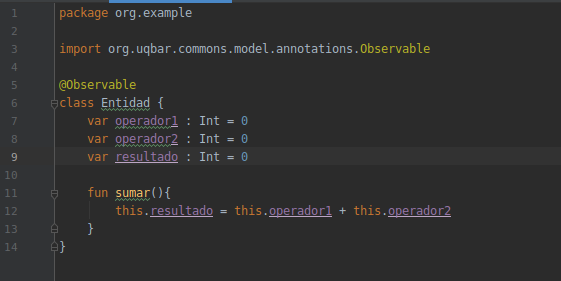 1 package org.example
2
3 import org.uqbar.commons.model.annotations.Observable
4
5 @Observable
6 class Entidad {
7     var operador1 : Int = 0
8     var operador2 : Int = 0
9     var resultado : Int = 0
10
11     fun sumar(){
12         this.resultado = this.operador1 + this.operador2
13     }
14 }